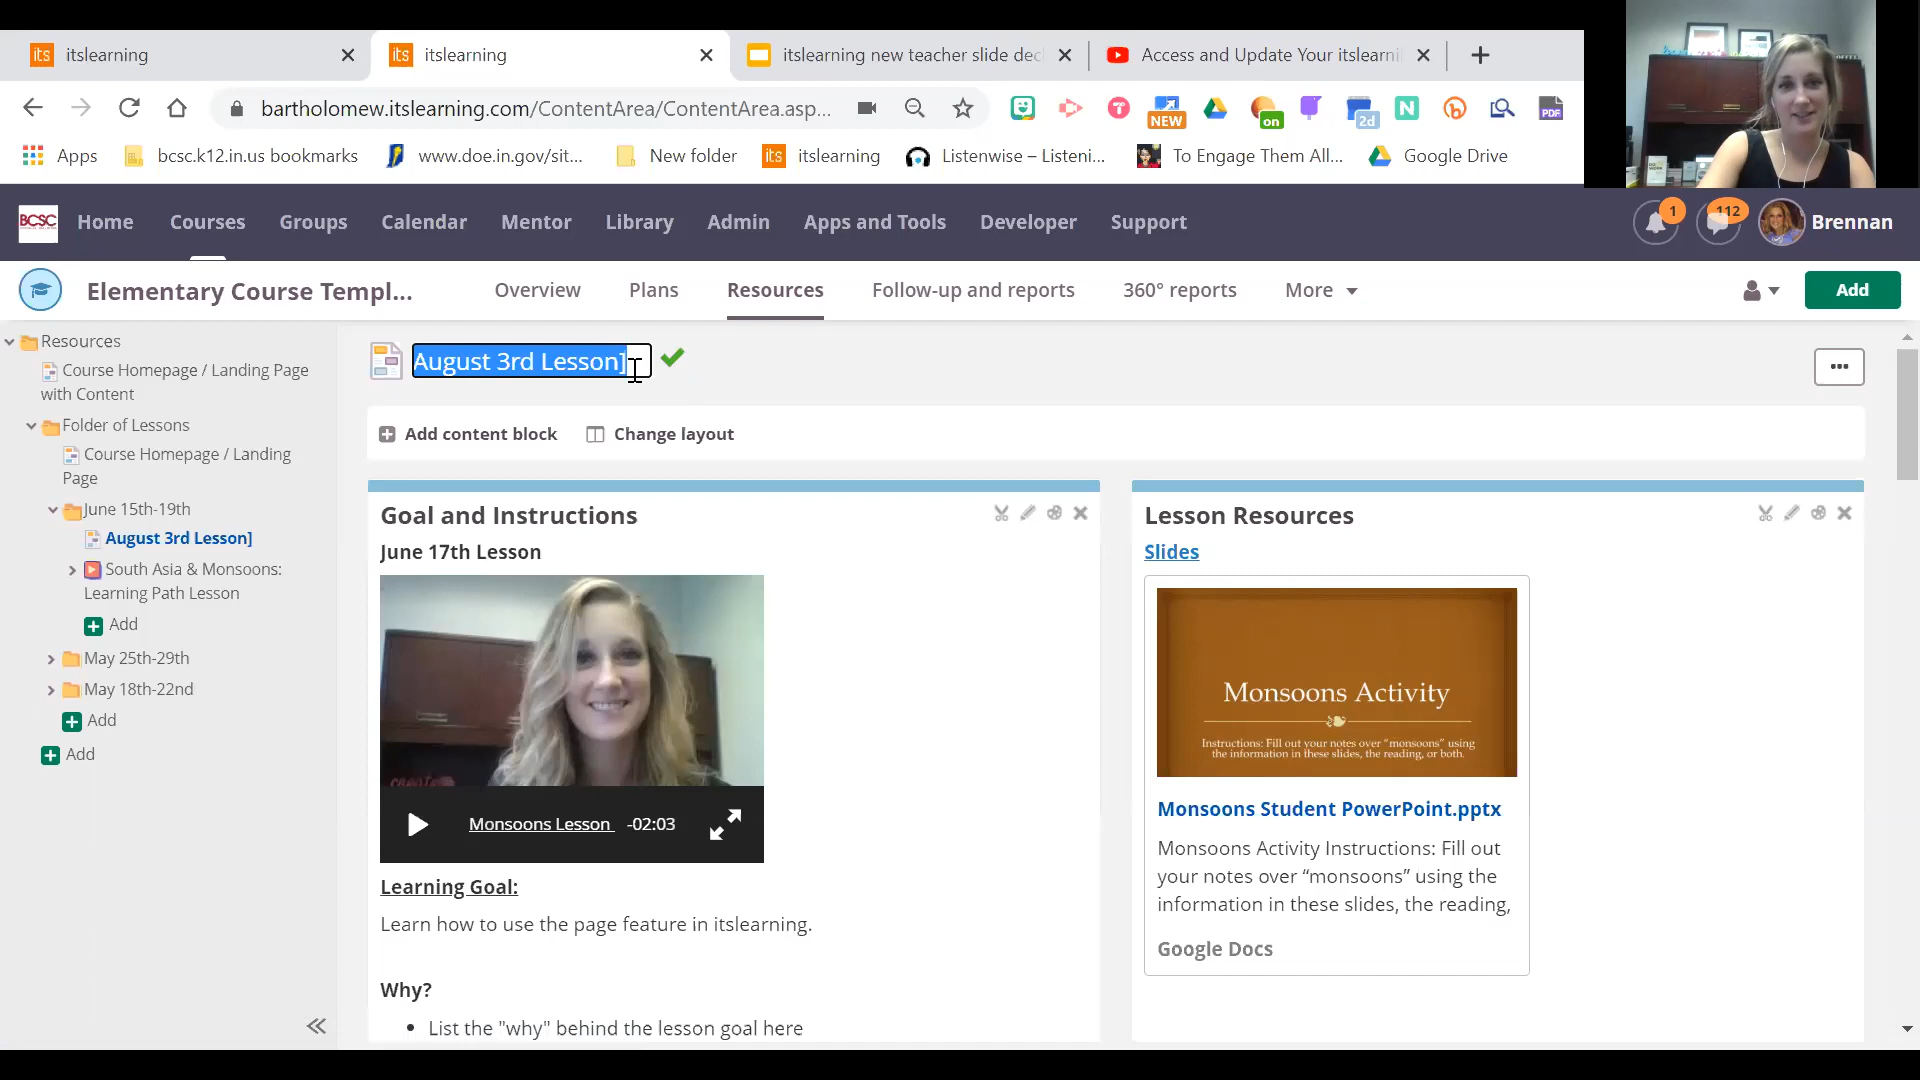 its itslearning
its itslearning
itslearning new teacher slide dec
Access and Update Your itslearni
bartholomew.itslearning.com/ContentArea/ContentArea.asp...
NEW
on
2d
N
PDF
Apps
bcsc.k12.in.us bookmarks
www.doe.in.gov/sit...
New folder
its itslearning
Listenwise – Listeni...
To Engage Them All...
Google Drive
BCSC
Home
Courses
Groups
Calendar
Mentor
Library
Admin
Apps and Tools
Developer
Support
1
112
Brennan
Elementary Course Templ...
Overview
Plans
Resources
Follow-up and reports
360° reports
More
Add
Resources
Course Homepage / Landing Page
with Content
Folder of Lessons
Course Homepage / Landing
Page
June 15th-19th
August 3rd Lesson]
South Asia & Monsoons:
Learning Path Lesson
Add
May 25th-29th
May 18th-22nd
Add
Add
August 3rd Lesson]
Add content block
Change layout
Goal and Instructions
June 17th Lesson
Monsoons Lesson -02:03
Learning Goal:
Learn how to use the page feature in itslearning.
Why?
• List the "why" behind the lesson goal here
Lesson Resources
Slides
Monsoons Activity
Instructions: Fill out your notes over “monsoons” using
the information in these slides, the reading, or both.
Monsoons Student PowerPoint.pptx
Monsoons Activity Instructions: Fill out
your notes over “monsoons” using the
information in these slides, the reading,
Google Docs